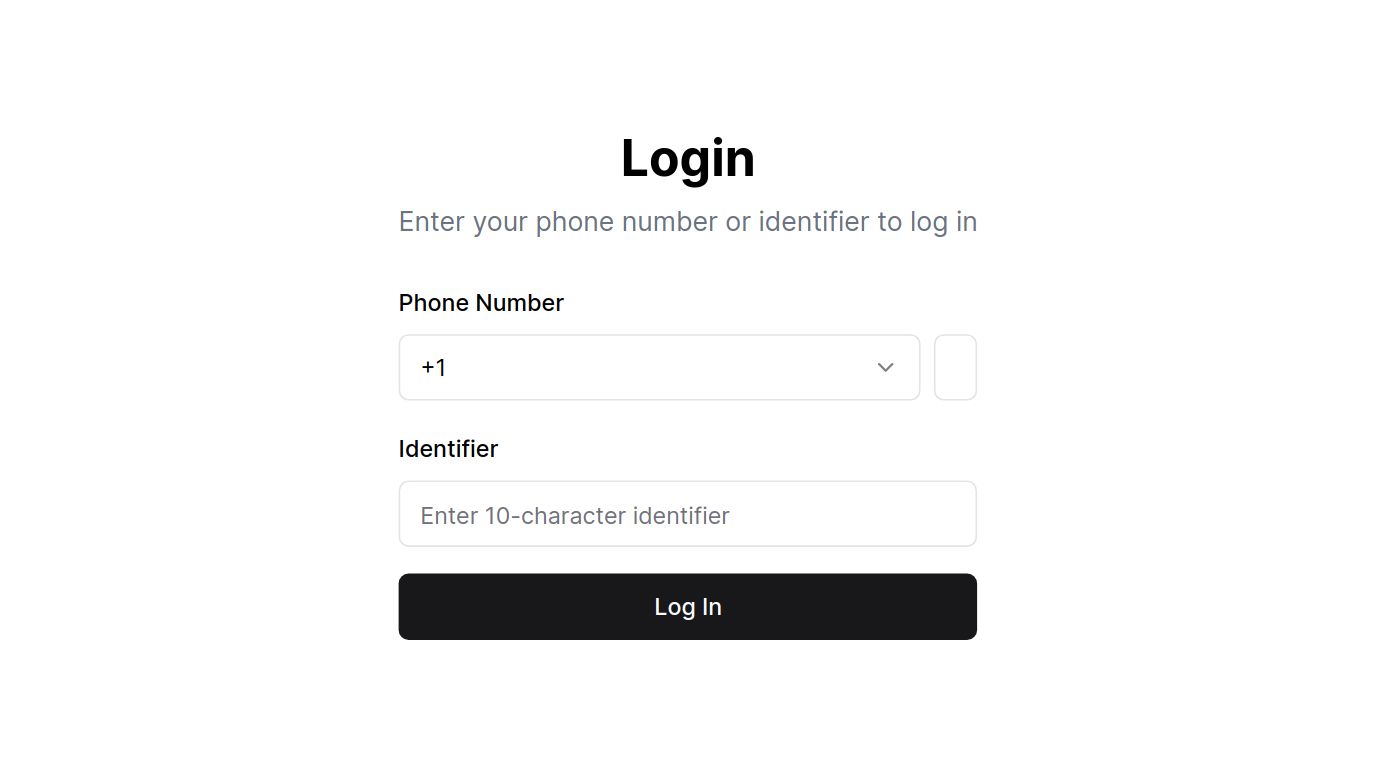 Login
Enter your phone number or identifier to log in
Phone Number
+1
Identifier
Enter 10-character identifier
Log In